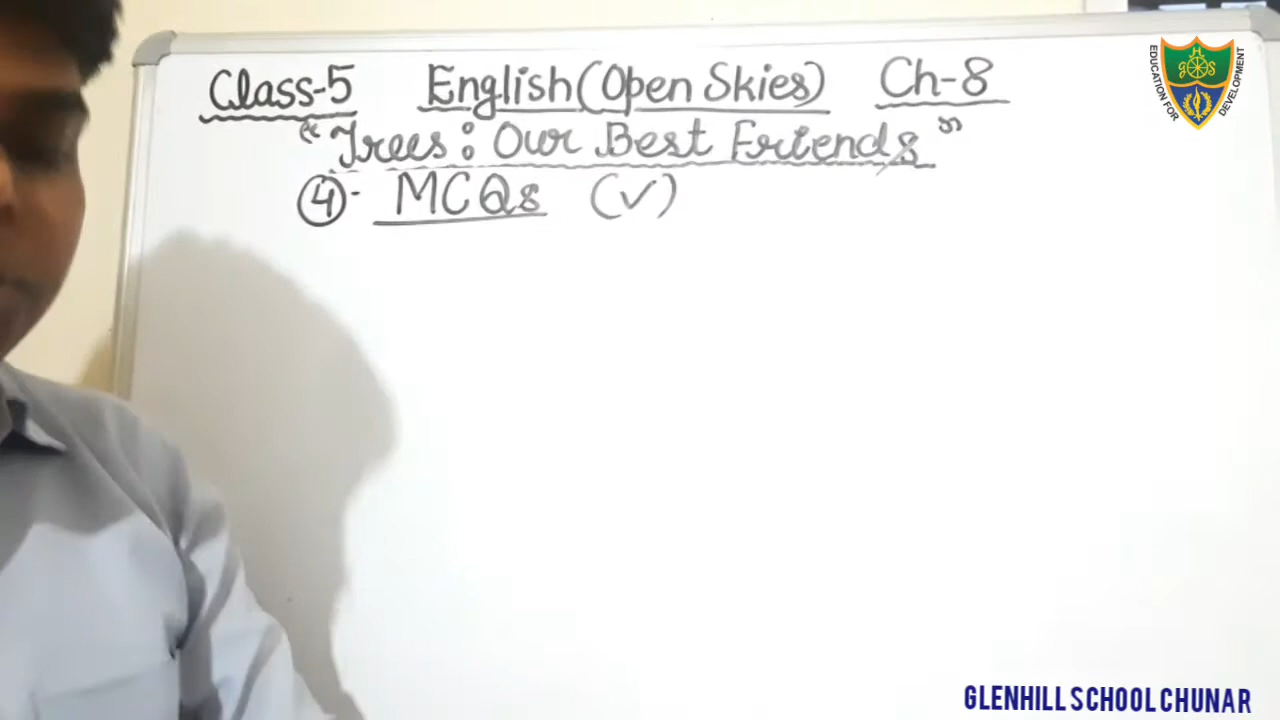 Class-5 English (Open Skies) Ch-8
"Trees: Our Best Friends"
④- MCQs (✓)
EDUCATION FOR DEVELOPMENT
G H S
GLENHILL SCHOOL CHUNAR